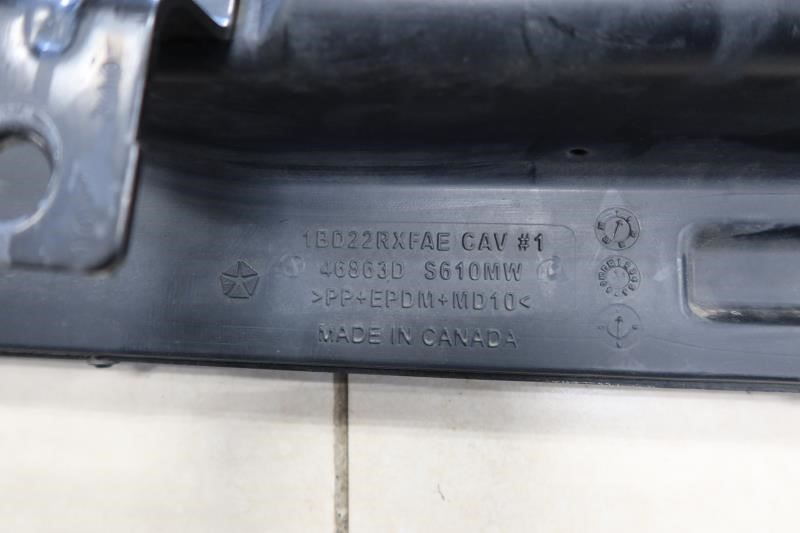 1BD22RXFAE CAV #1
46863D S610MW
>PP+EPDM+MD10<
MADE IN CANADA